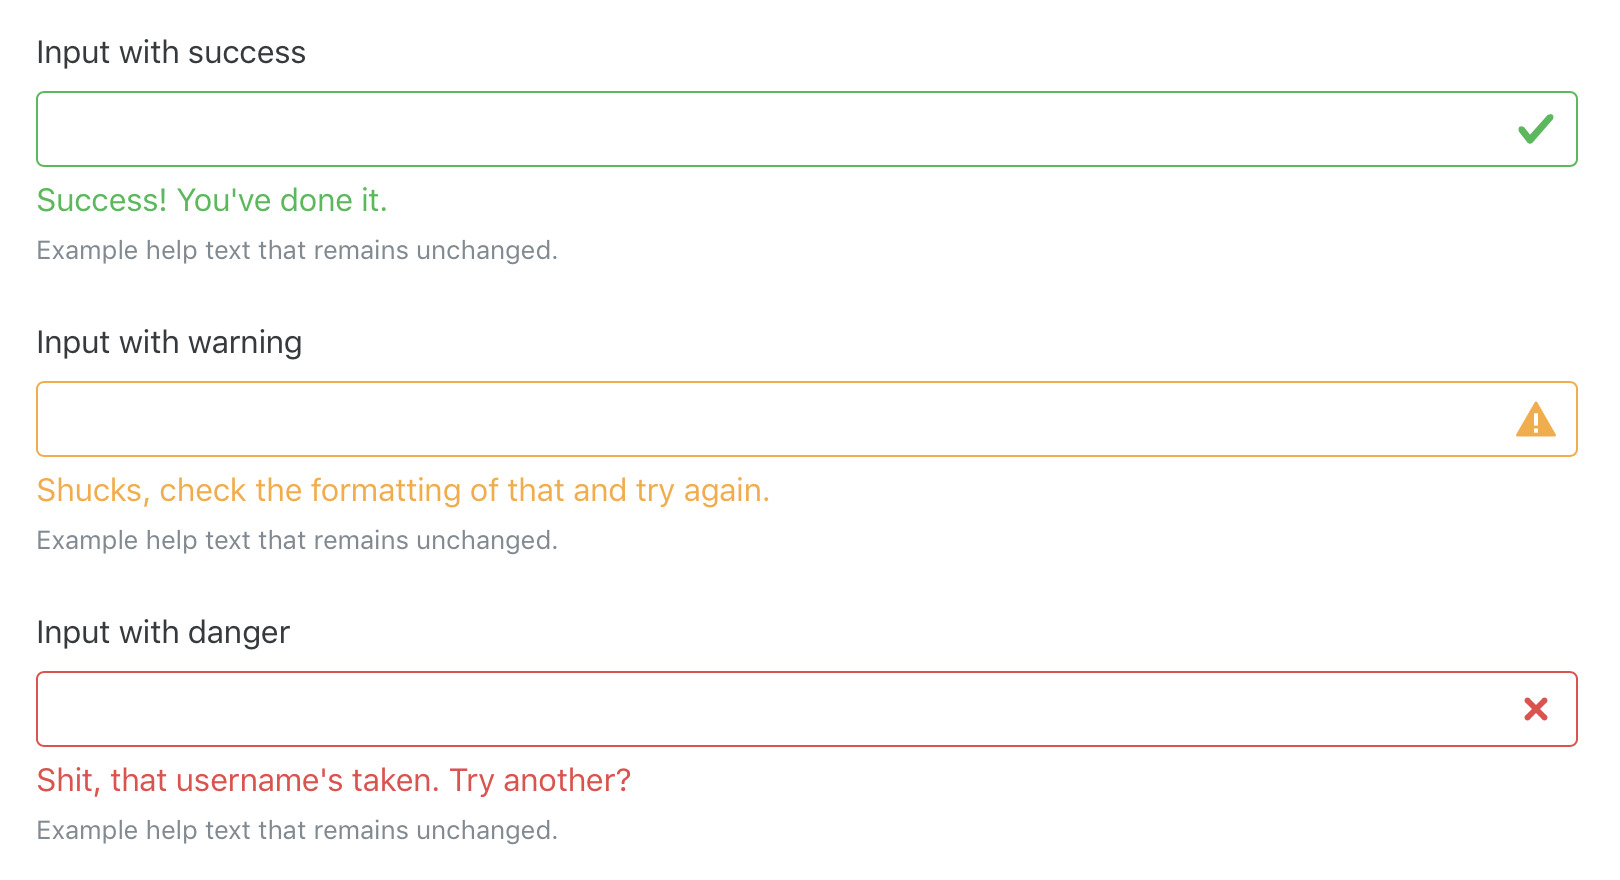 Input with success
Success! You've done it.
Example help text that remains unchanged.
Input with warning
Shucks, check the formatting of that and try again.
Example help text that remains unchanged.
Input with danger
Shit, that username's taken. Try another?
Example help text that remains unchanged.